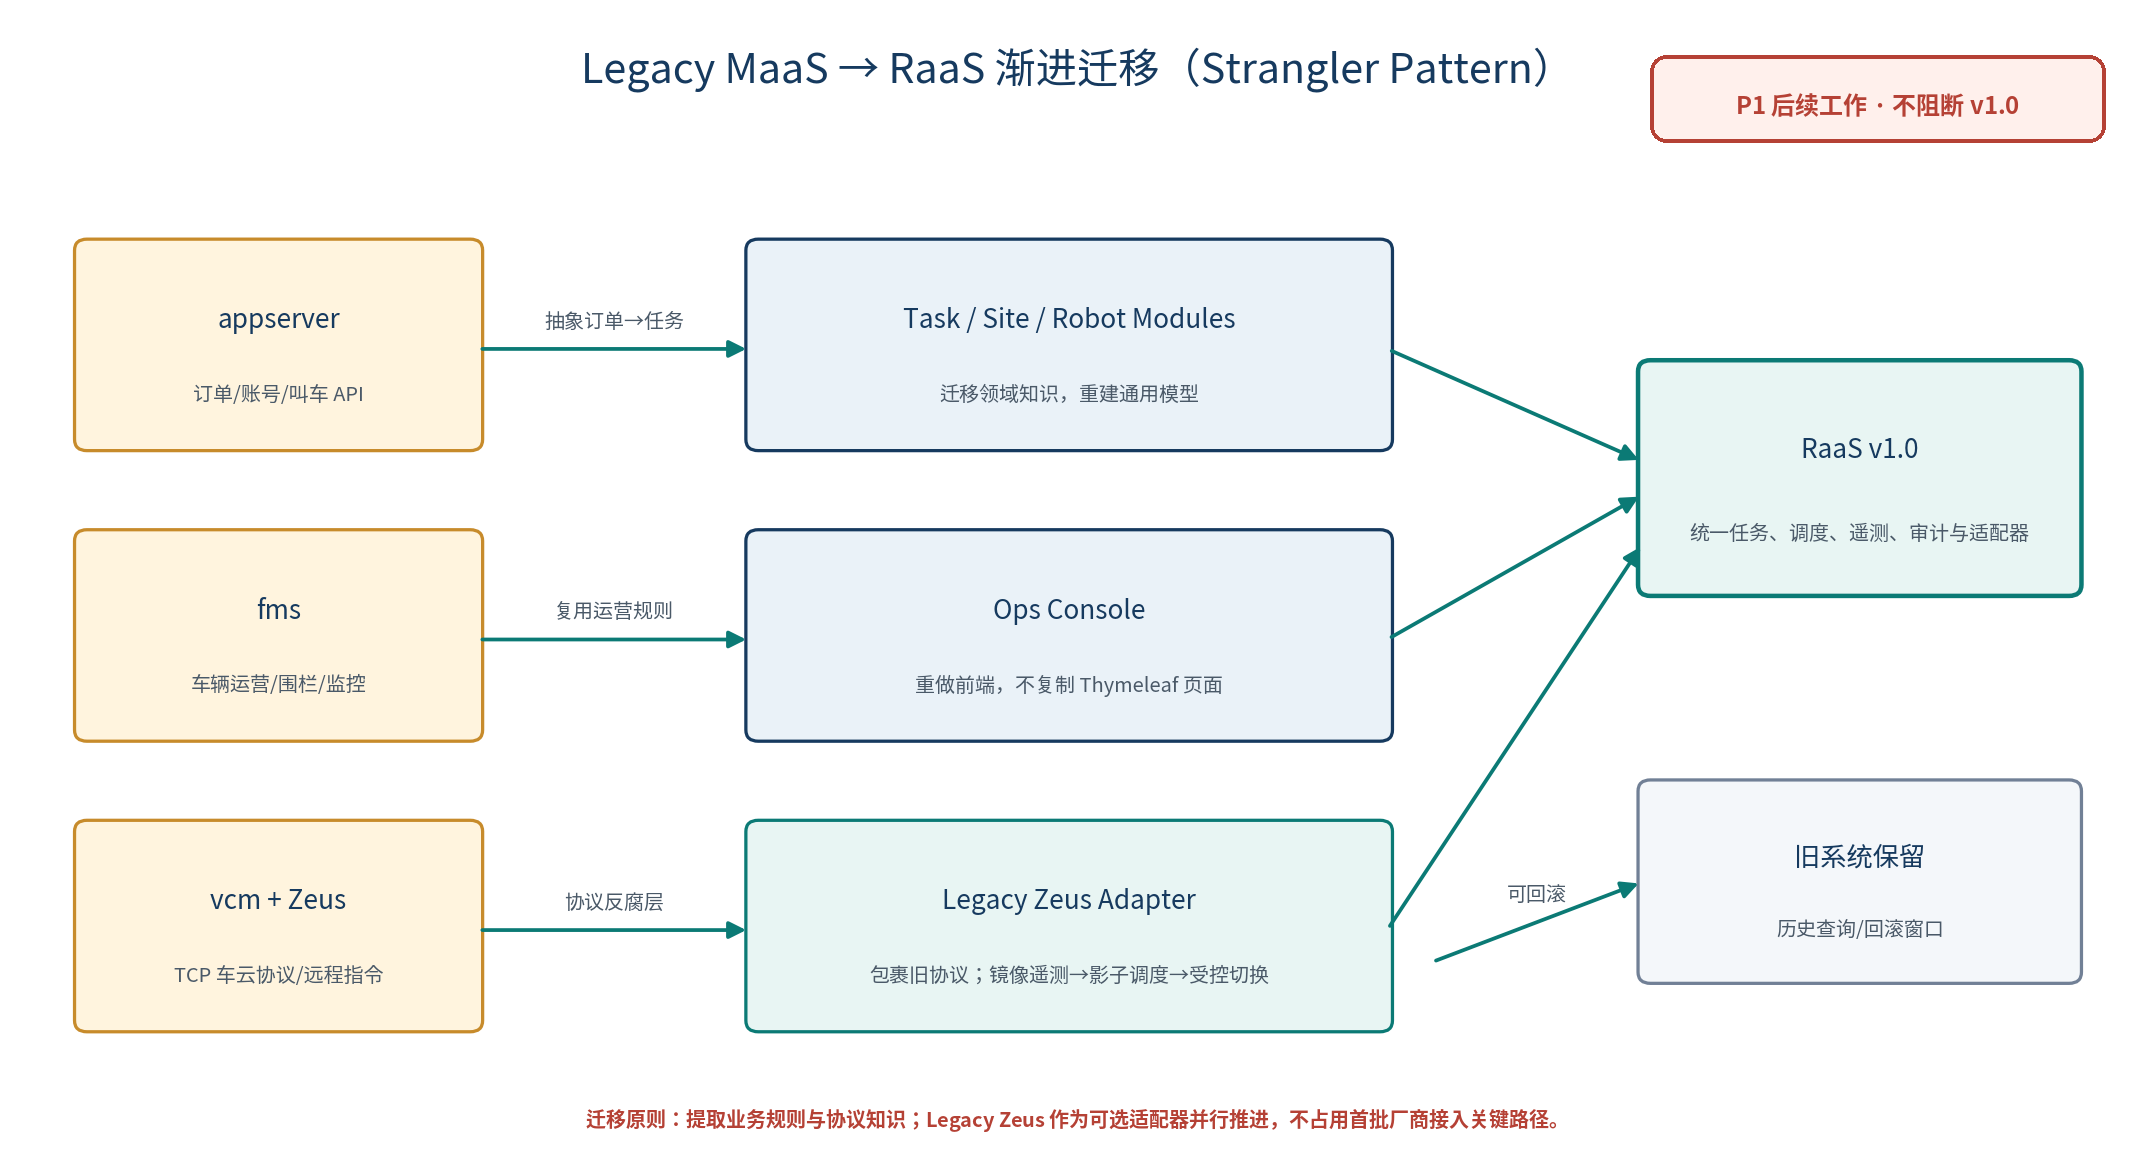 Legacy MaaS → RaaS 渐进迁移（Strangler Pattern）
P1 后续工作 · 不阻断 v1.0
appserver
订单/账号/叫车 API
抽象订单→任务
Task / Site / Robot Modules
迁移领域知识，重建通用模型
RaaS v1.0
统一任务、调度、遥测、审计与适配器
fms
车辆运营/围栏/监控
复用运营规则
Ops Console
重做前端，不复制 Thymeleaf 页面
vcm + Zeus
TCP 车云协议/远程指令
协议反腐层
Legacy Zeus Adapter
包裹旧协议；镜像遥测→影子调度→受控切换
可回滚
旧系统保留
历史查询/回滚窗口
迁移原则：提取业务规则与协议知识；Legacy Zeus 作为可选适配器并行推进，不占用首批厂商接入关键路径。